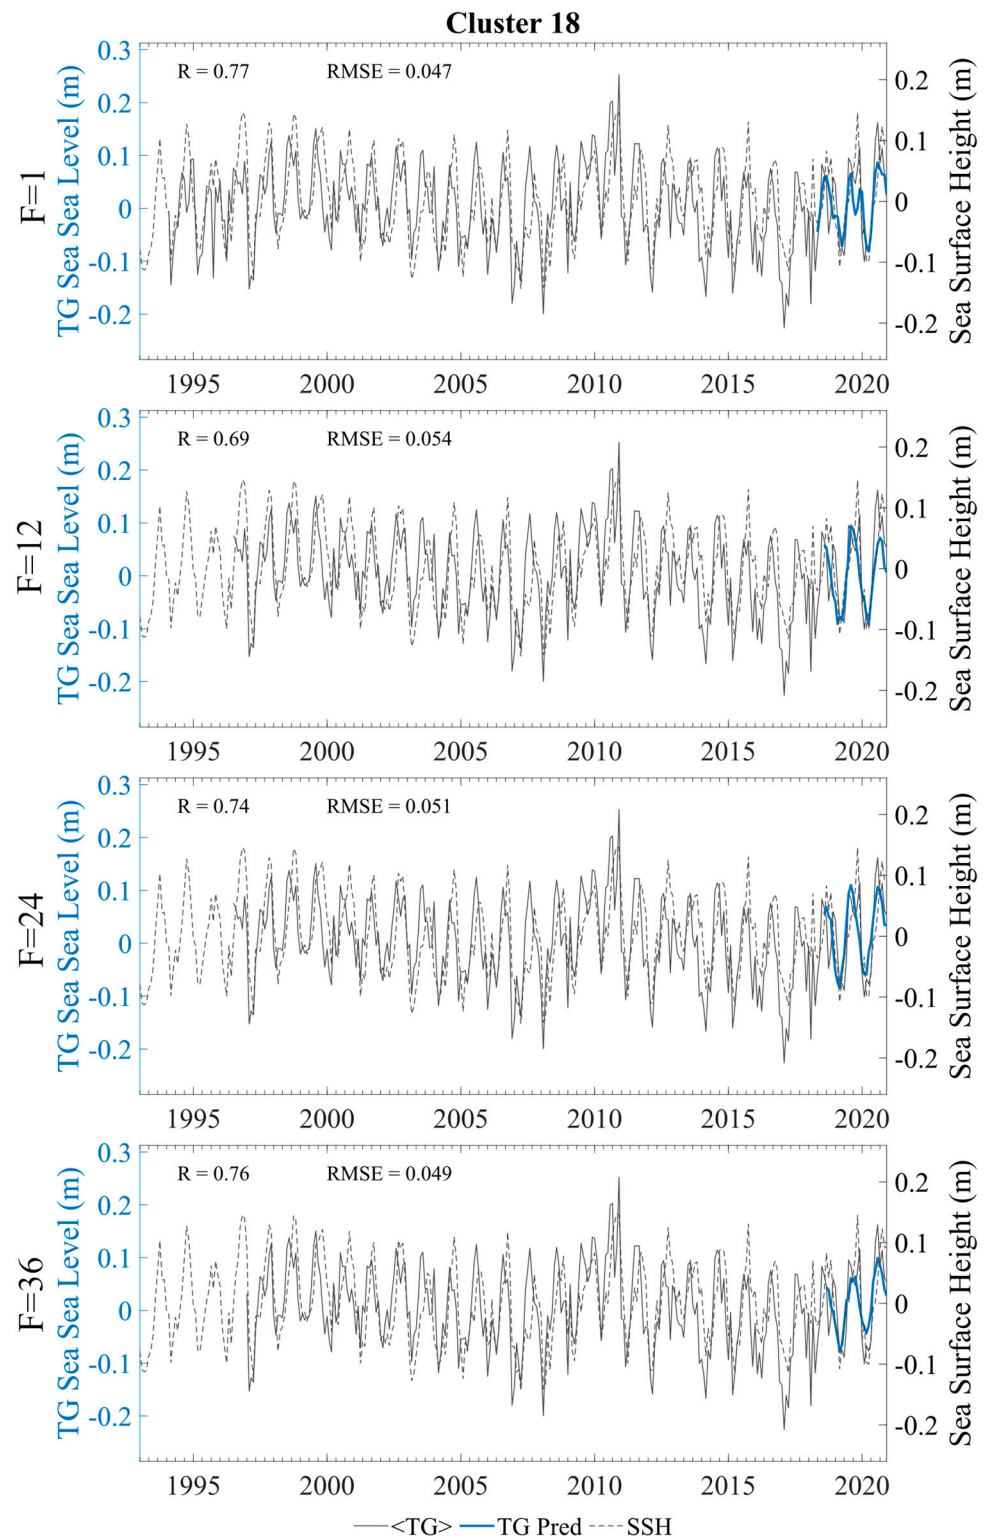 Cluster 18
R = 0.77 RMSE = 0.047
F=1
TG Sea Sea Level (m)
0.3
0.2
0.1
0
-0.1
-0.2
Sea Surface Height (m)
0.2
0.1
0
-0.1
-0.2
1995 2000 2005 2010 2015 2020
R = 0.69 RMSE = 0.054
F=12
TG Sea Sea Level (m)
0.3
0.2
0.1
0
-0.1
-0.2
Sea Surface Height (m)
0.2
0.1
0
-0.1
-0.2
1995 2000 2005 2010 2015 2020
R = 0.74 RMSE = 0.051
F=24
TG Sea Sea Level (m)
0.3
0.2
0.1
0
-0.1
-0.2
Sea Surface Height (m)
0.2
0.1
0
-0.1
-0.2
1995 2000 2005 2010 2015 2020
R = 0.76 RMSE = 0.049
F=36
TG Sea Sea Level (m)
0.3
0.2
0.1
0
-0.1
-0.2
Sea Surface Height (m)
0.2
0.1
0
-0.1
-0.2
1995 2000 2005 2010 2015 2020
<TG> TG Pred SSH